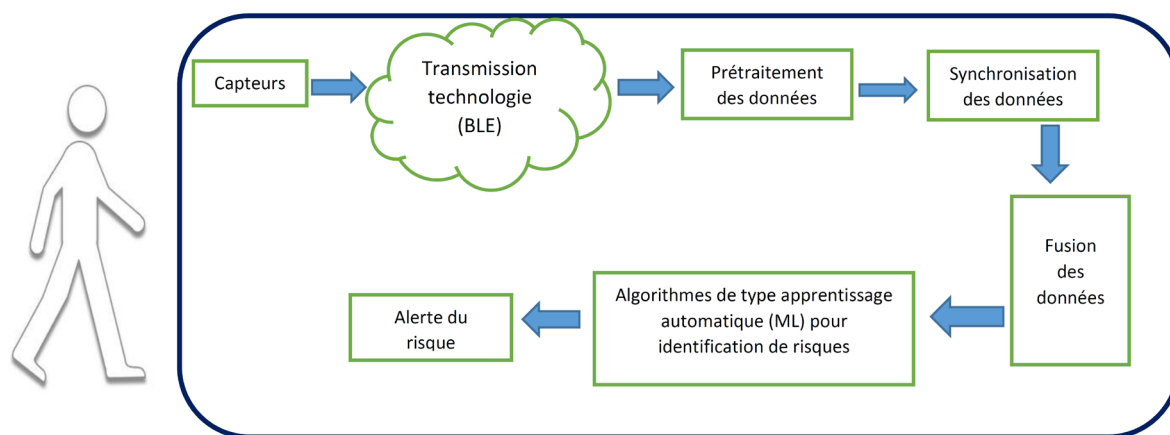 Capteurs
Transmission
technologie
(BLE)
Prétraitement
des données
Synchronisation
des données
Fusion
des
données
Algorithmes de type apprentissage
automatique (ML) pour
identification de risques
Alerte du
risque